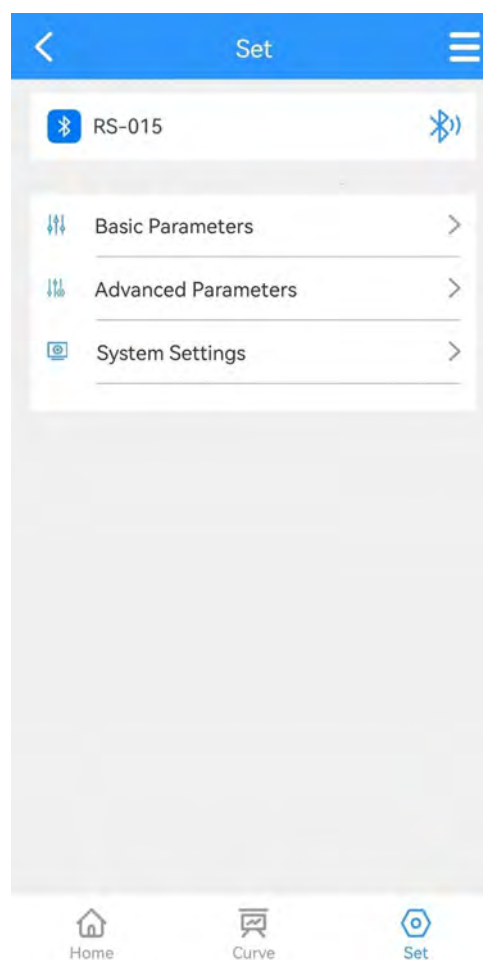 Set
RS-015
Basic Parameters
Advanced Parameters
System Settings
Home
Curve
Set